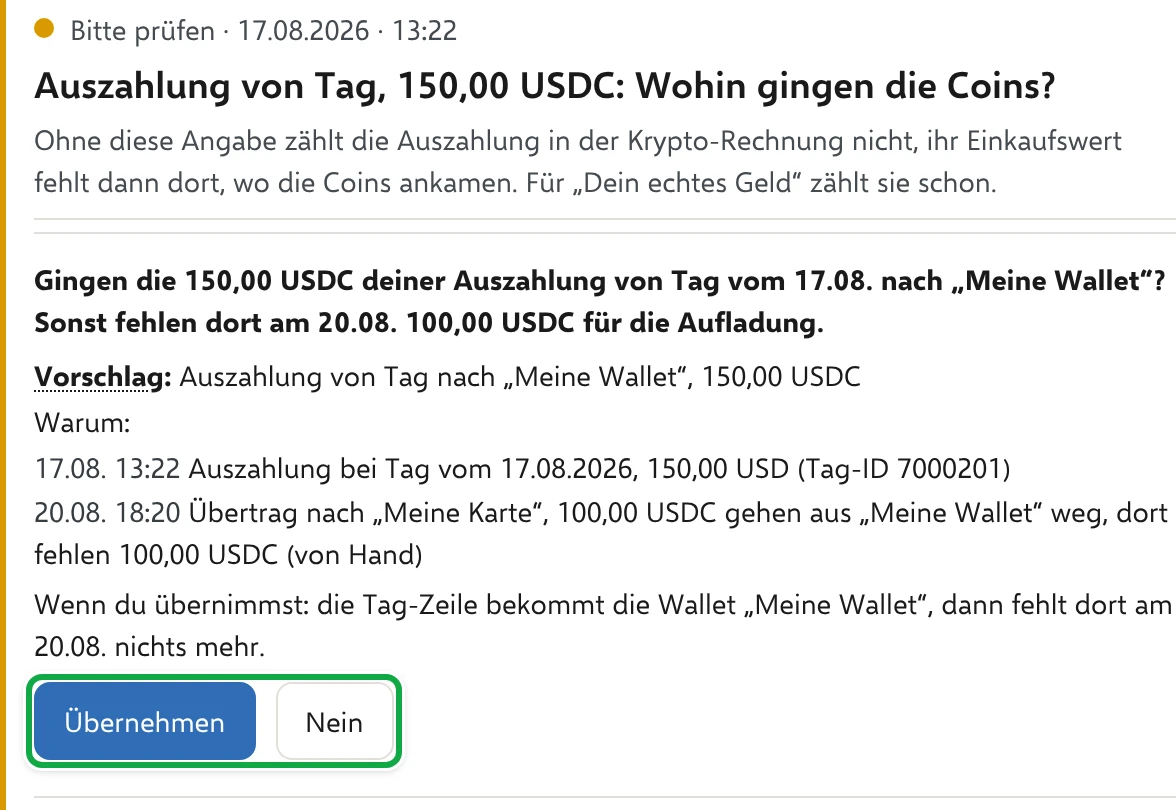 Bitte prüfen · 17.08.2026 · 13:22
Auszahlung von Tag, 150,00 USDC: Wohin gingen die Coins?
Ohne diese Angabe zählt die Auszahlung in der Krypto-Rechnung nicht, ihr Einkaufswert
fehlt dann dort, wo die Coins ankamen. Für „Dein echtes Geld“ zählt sie schon.
Gingen die 150,00 USDC deiner Auszahlung von Tag vom 17.08. nach „Meine Wallet“?
Sonst fehlen dort am 20.08. 100,00 USDC für die Aufladung.
Vorschlag: Auszahlung von Tag nach „Meine Wallet“, 150,00 USDC
Warum:
17.08. 13:22 Auszahlung bei Tag vom 17.08.2026, 150,00 USD (Tag-ID 7000201)
20.08. 18:20 Übertrag nach „Meine Karte“, 100,00 USDC gehen aus „Meine Wallet“ weg, dort
fehlen 100,00 USDC (von Hand)
Wenn du übernimmst: die Tag-Zeile bekommt die Wallet „Meine Wallet“, dann fehlt dort am
20.08. nichts mehr.
Übernehmen Nein